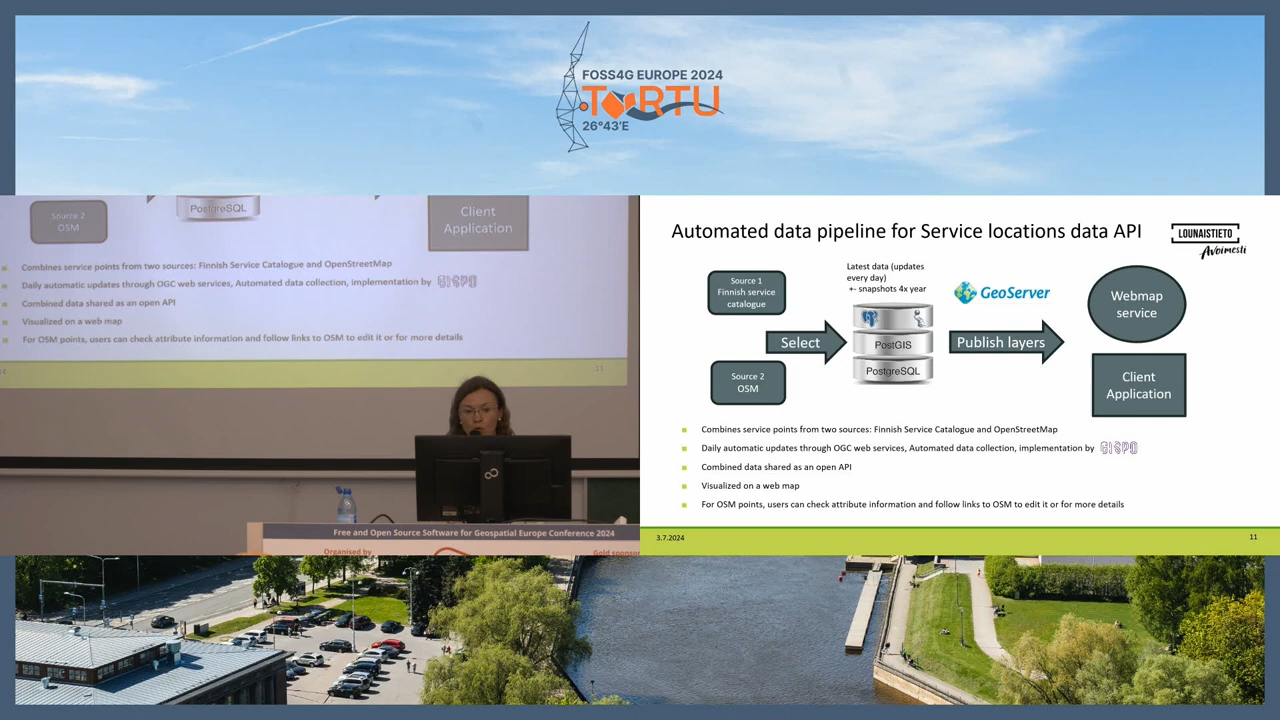 FOSS4G EUROPE 2024
TARTU
26°43'E
Source 2
OSM
PostgreSQL
Client
Application
Combines service points from two sources: Finnish Service Catalogue and OpenStreetMap
Daily automatic updates through OGC web services, Automated data collection, implementation by GISPO
Combined data shared as an open API
Visualized on a web map
For OSM points, users can check attribute information and follow links to OSM to edit it or for more details
11
Free and Open Source Software for Geospatial Europe Conference 2024
Organised by
Gold sponso
Automated data pipeline for Service locations data API
LOUNAISTIETO
Avoimesti
Source 1
Finnish service
catalogue
Latest data (updates
every day)
+- snapshots 4x year
GeoServer
Webmap
service
Select
PostGIS
PostgreSQL
Publish layers
Source 2
OSM
Client
Application
Combines service points from two sources: Finnish Service Catalogue and OpenStreetMap
Daily automatic updates through OGC web services, Automated data collection, implementation by GISPO
Combined data shared as an open API
Visualized on a web map
For OSM points, users can check attribute information and follow links to OSM to edit it or for more details
3.7.2024
11